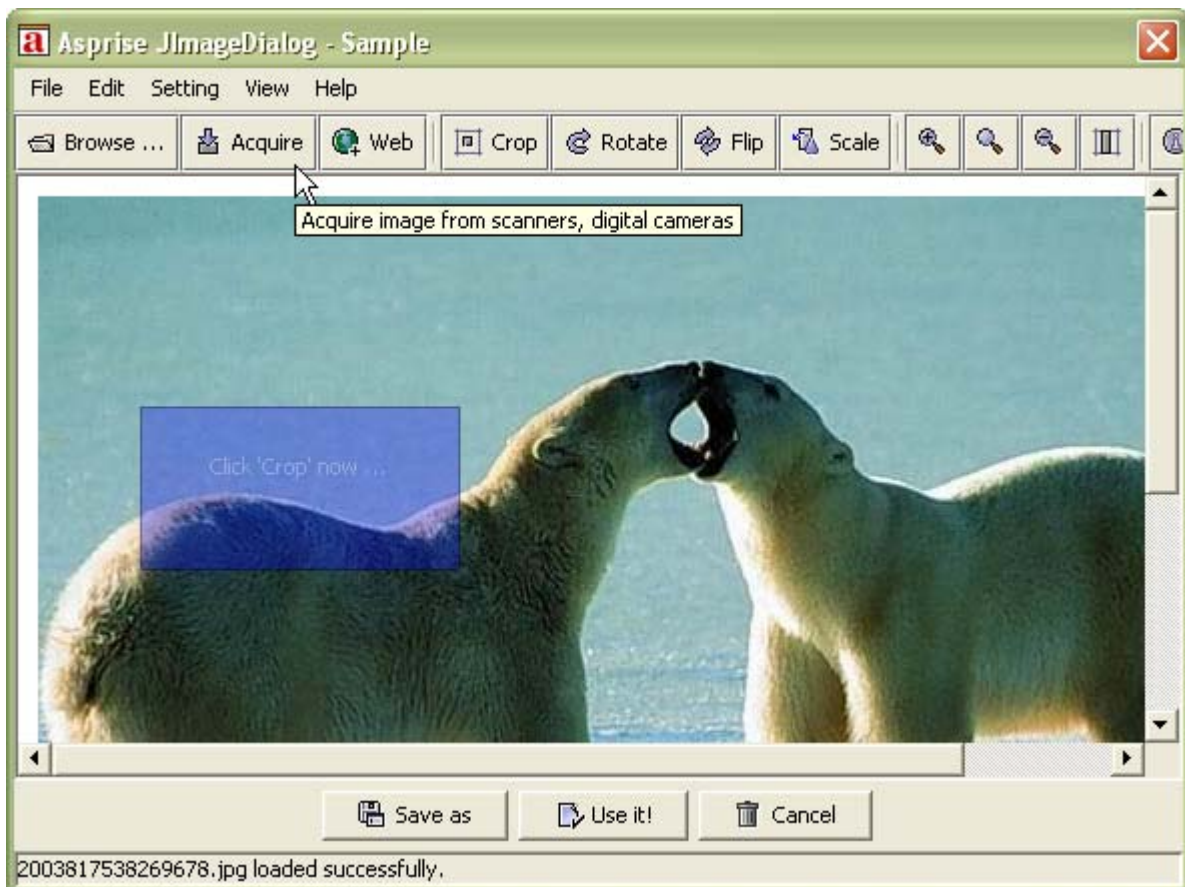 a Asprise JImageDialog - Sample
File Edit Setting View Help
Browse ... Acquire Web Crop Rotate Flip Scale
Acquire image from scanners, digital cameras
Click 'Crop' now ...
Save as Use it! Cancel
2003817538269678.jpg loaded successfully.